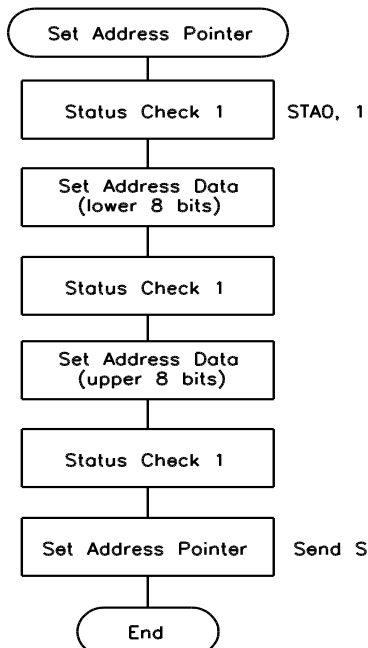 Set Address Pointer
Status Check 1 STA0, 1
Set Address Data
(lower 8 bits)
Status Check 1
Set Address Data
(upper 8 bits)
Status Check 1
Set Address Pointer Send S
End